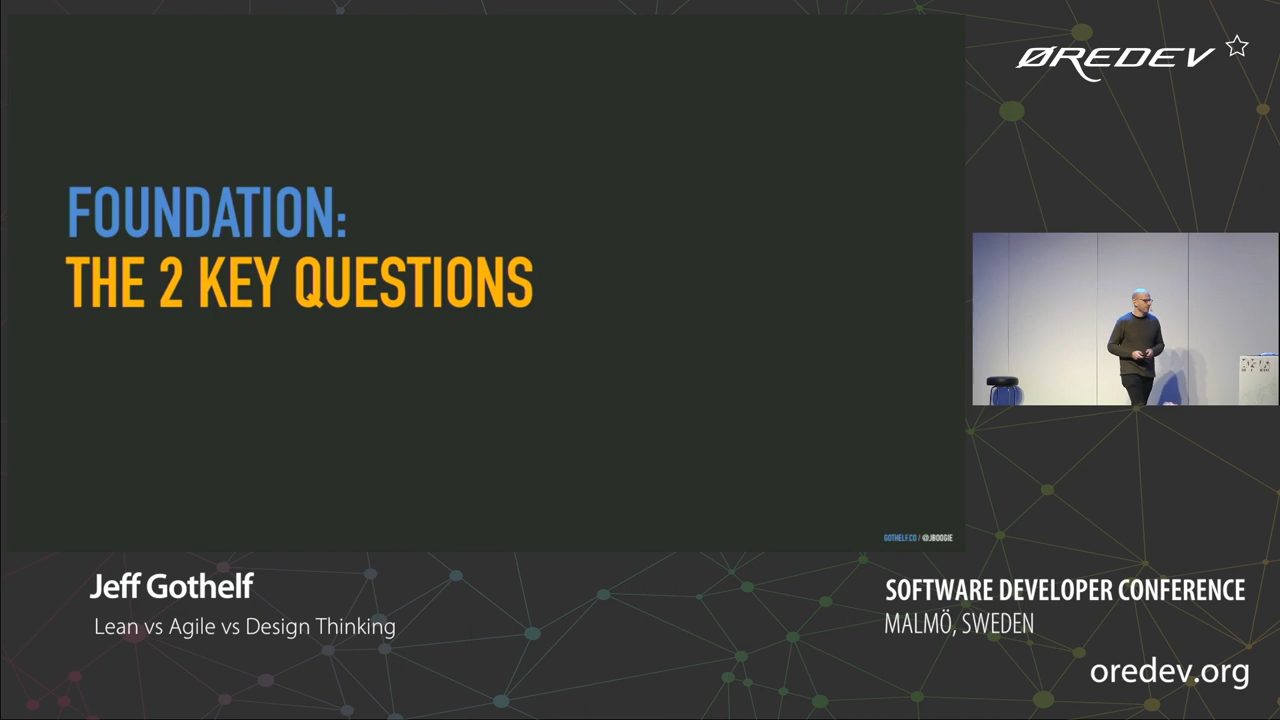 FOUNDATION:
THE 2 KEY QUESTIONS
GOTHELF.CO / @JBOOGIE
ØREDEV
Jeff Gothelf
Lean vs Agile vs Design Thinking
SOFTWARE DEVELOPER CONFERENCE
MALMÖ, SWEDEN
oredev.org